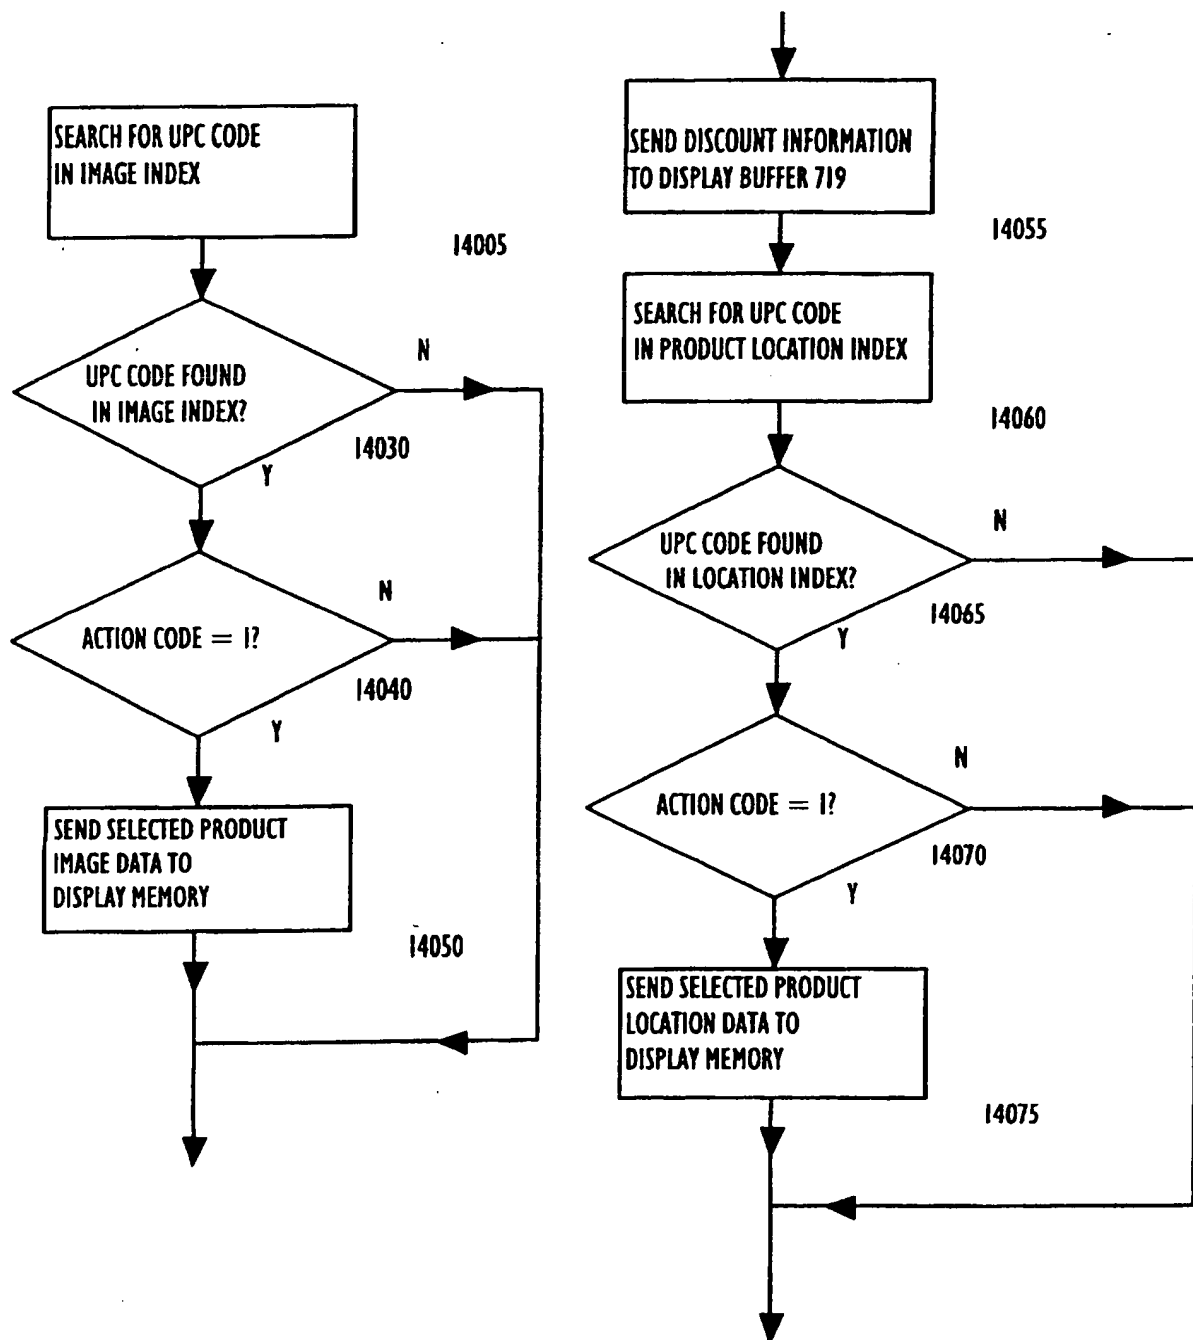 SEARCH FOR UPC CODE
IN IMAGE INDEX
14005
UPC CODE FOUND
IN IMAGE INDEX?
N
14030
Y
ACTION CODE = 1?
N
14040
Y
SEND SELECTED PRODUCT
IMAGE DATA TO
DISPLAY MEMORY
14050
SEND DISCOUNT INFORMATION
TO DISPLAY BUFFER 719
14055
SEARCH FOR UPC CODE
IN PRODUCT LOCATION INDEX
14060
UPC CODE FOUND
IN LOCATION INDEX?
N
14065
Y
ACTION CODE = 1?
N
14070
Y
SEND SELECTED PRODUCT
LOCATION DATA TO
DISPLAY MEMORY
14075